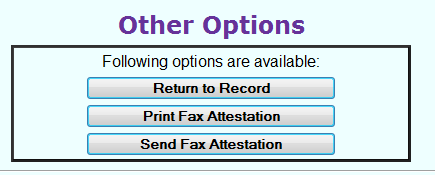 Other Options
Following options are available:
Return to Record
Print Fax Attestation
Send Fax Attestation